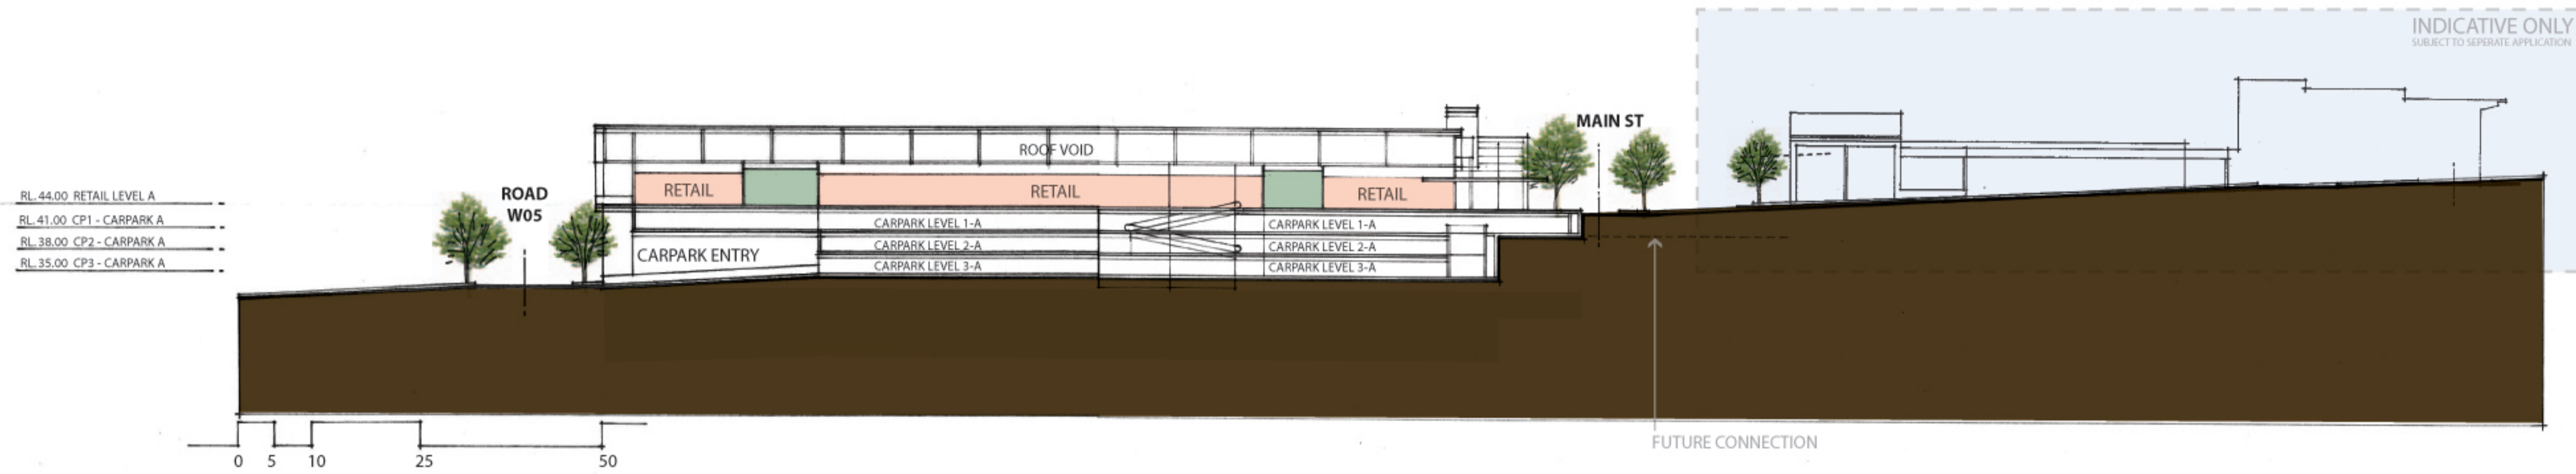 INDICATIVE ONLY
SUBJECT TO SEPERATE APPLICATION
MAIN ST
ROOF VOID
RL. 44.00 RETAIL LEVEL A
RL. 41.00 CP1 - CARPARK A
RL. 38.00 CP2 - CARPARK A
RL. 35.00 CP3 - CARPARK A
ROAD
W05
RETAIL
RETAIL
RETAIL
CARPARK LEVEL 1-A
CARPARK LEVEL 1-A
CARPARK ENTRY
CARPARK LEVEL 2-A
CARPARK LEVEL 2-A
CARPARK LEVEL 3-A
CARPARK LEVEL 3-A
FUTURE CONNECTION
0 5 10 25 50